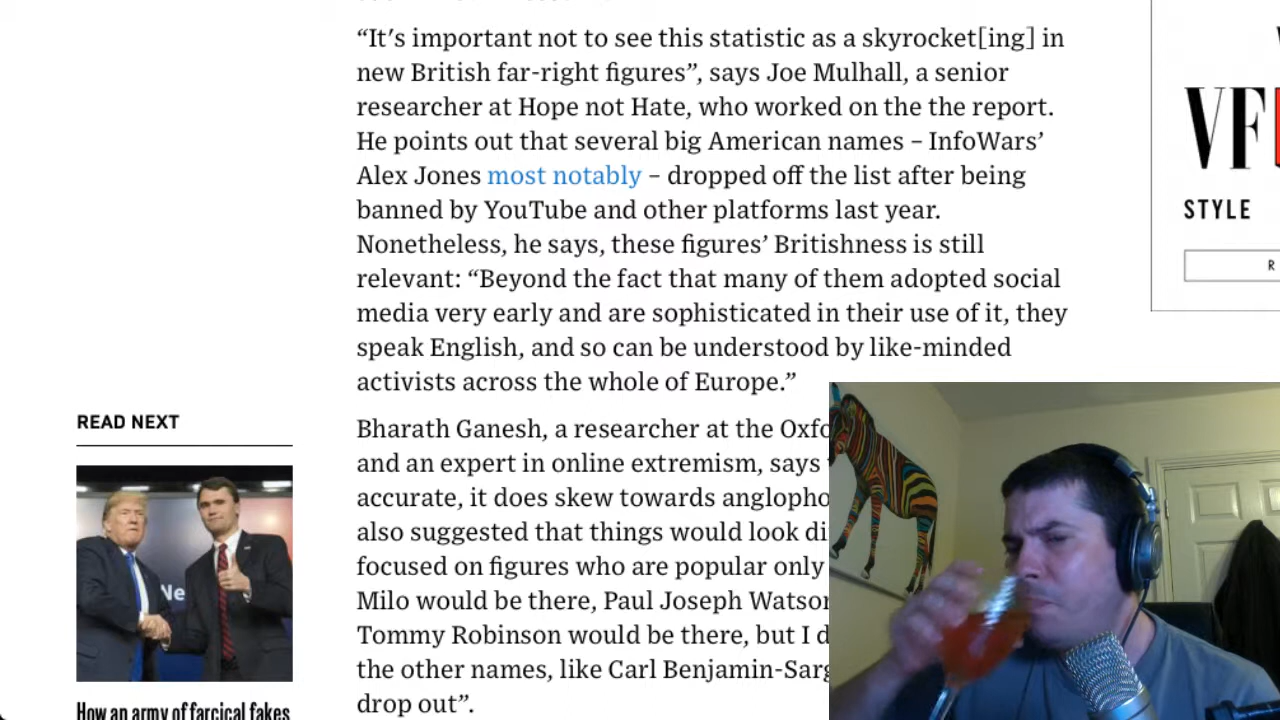 “It's important not to see this statistic as a skyrocket[ing] in
new British far-right figures”, says Joe Mulhall, a senior
researcher at Hope not Hate, who worked on the the report.
He points out that several big American names – InfoWars’
Alex Jones most notably – dropped off the list after being
banned by YouTube and other platforms last year.
Nonetheless, he says, these figures’ Britishness is still
relevant: “Beyond the fact that many of them adopted social
media very early and are sophisticated in their use of it, they
speak English, and so can be understood by like-minded
activists across the whole of Europe.”
Bharath Ganesh, a researcher at the Oxfo
and an expert in online extremism, says
accurate, it does skew towards anglopho
also suggested that things would look di
focused on figures who are popular only
Milo would be there, Paul Joseph Watson
Tommy Robinson would be there, but I d
the other names, like Carl Benjamin-Sarg
drop out”.
READ NEXT
Ne
How an army of farcical fakes
VF
STYLE
R